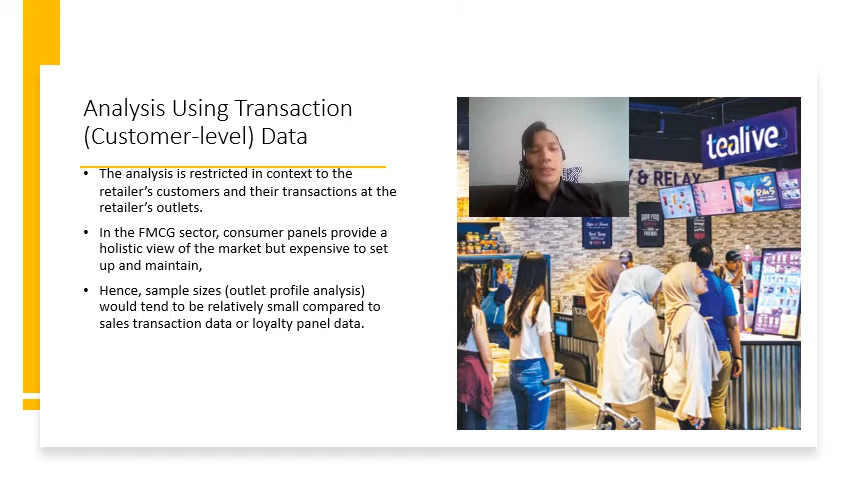 Analysis Using Transaction
(Customer-level) Data
• The analysis is restricted in context to the
retailer's customers and their transactions at the
retailer's outlets.
• In the FMCG sector, consumer panels provide a
holistic view of the market but expensive to set
up and maintain,
• Hence, sample sizes (outlet profile analysis)
would tend to be relatively small compared to
sales transaction data or loyalty panel data.
tealive
Y & RELAX
RM5